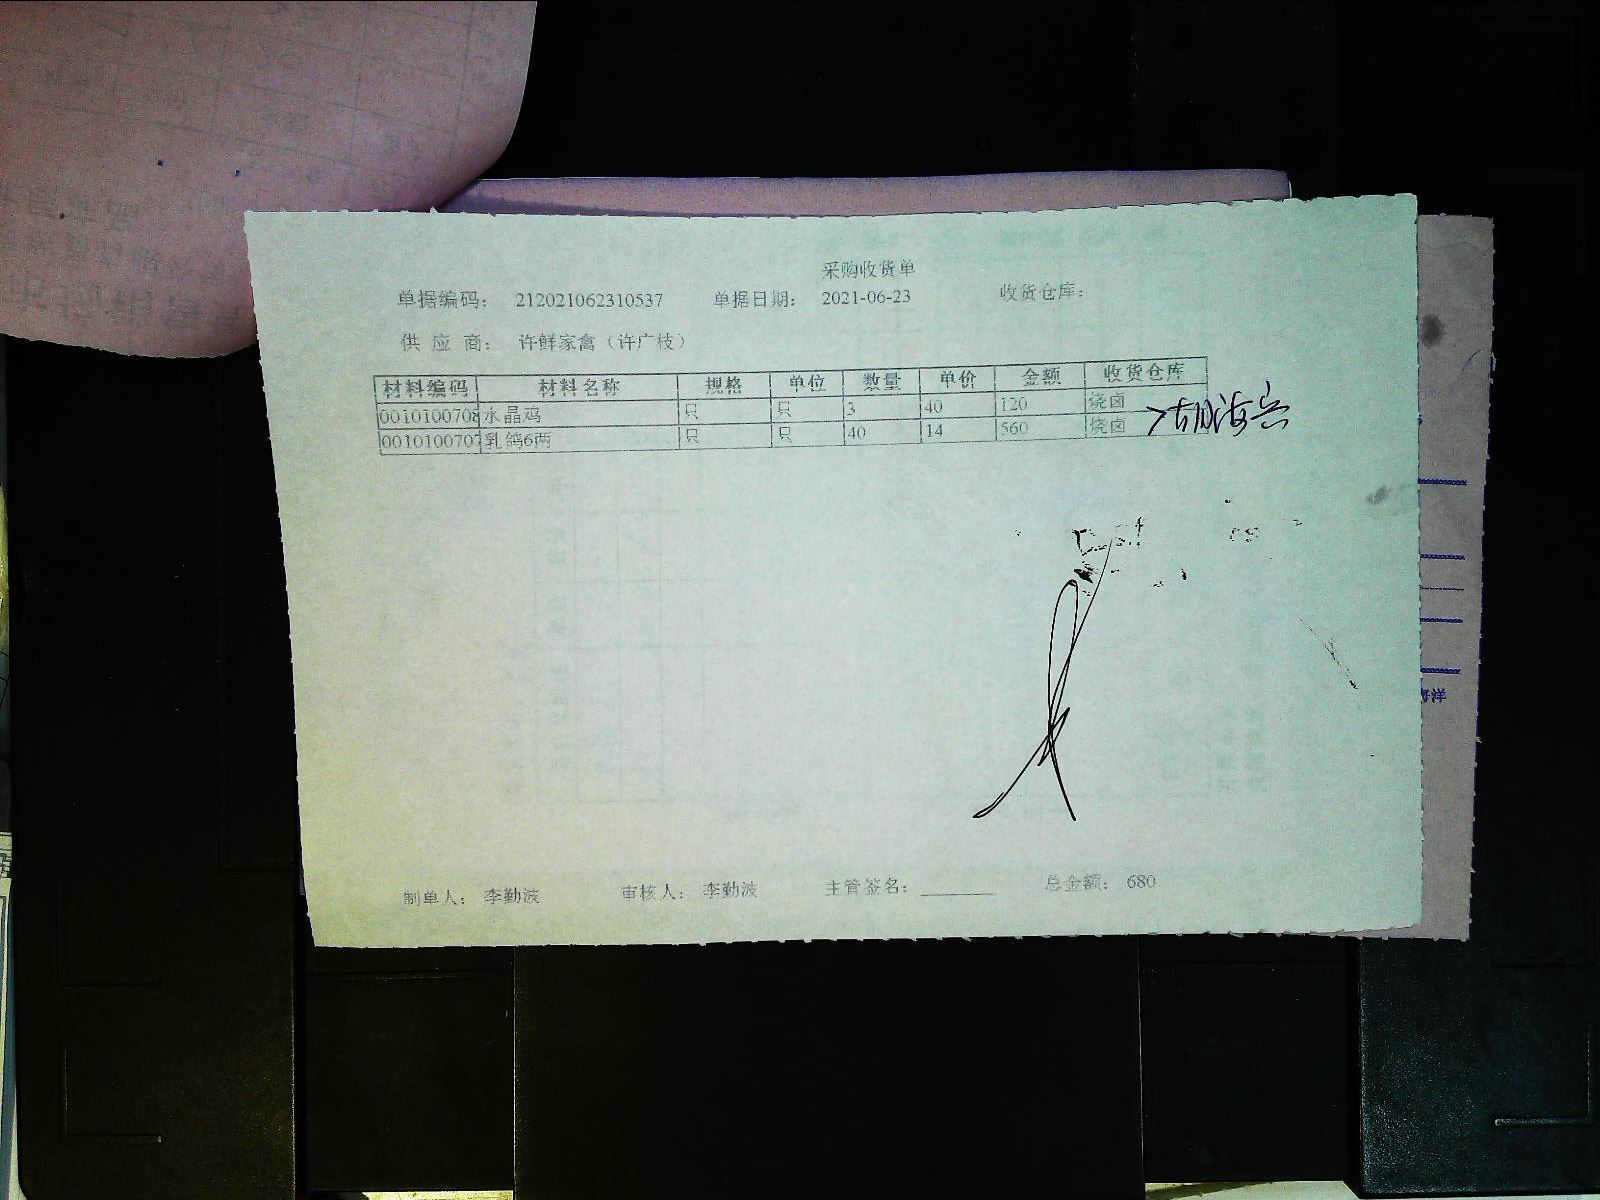 采购收货单
单据编码： 212021062310537 单据日期： 2021-06-23 收货仓库：
供 应 商： 许鲜家禽（许广枝）
材料编码 材料名称 规格 单位 数量 单价 金额 收货仓库
0010100708 水晶鸡 只 只 3 40 120 烧卤
0010100707 乳鸽6两 只 只 40 14 560 烧卤
制单人： 李勤波 审核人： 李勤波 主管签名： 总金额： 680
海洋